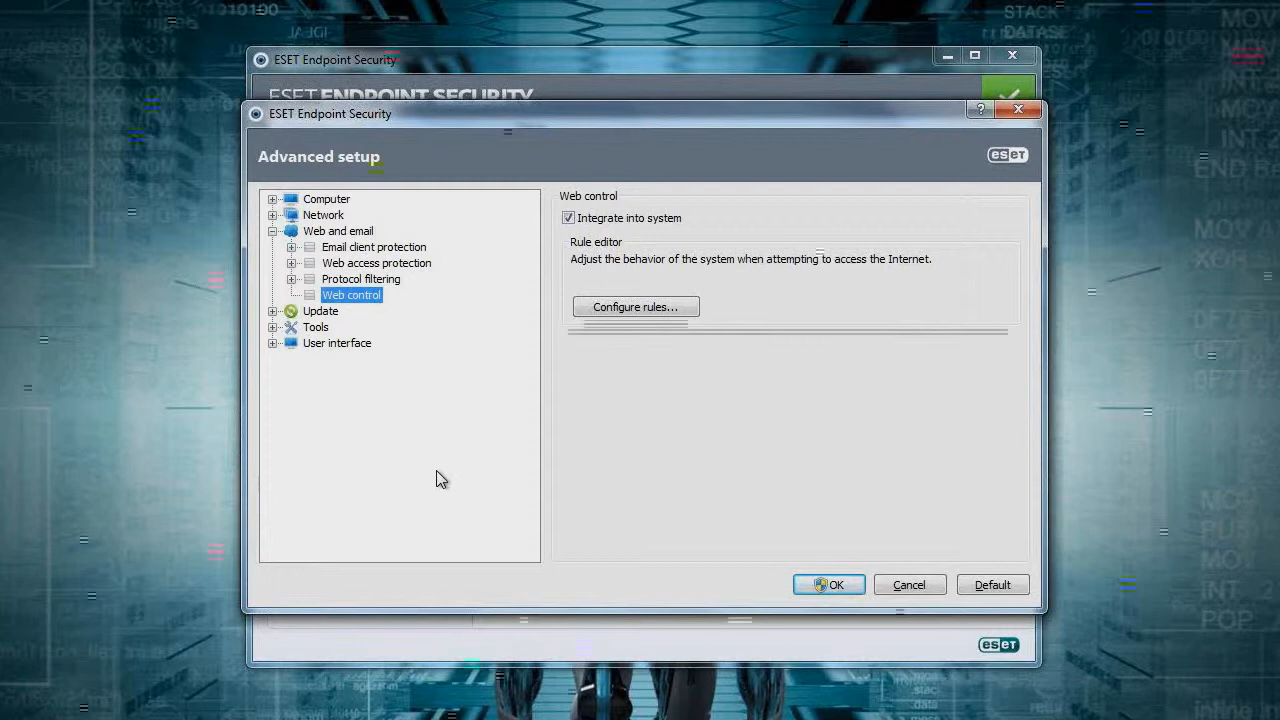 STACK
DATASE
ESET Endpoint Security
ESET ENDPOINT SECURITY
ESET Endpoint Security
?
Advanced setup
eseT
Computer
Network
Web and email
Email client protection
Web access protection
Protocol filtering
Web control
Update
Tools
User interface
Web control
Integrate into system
Rule editor
Adjust the behavior of the system when attempting to access the Internet.
Configure rules...
OK
Cancel
Default
eseT
MOV
INT 2
POP